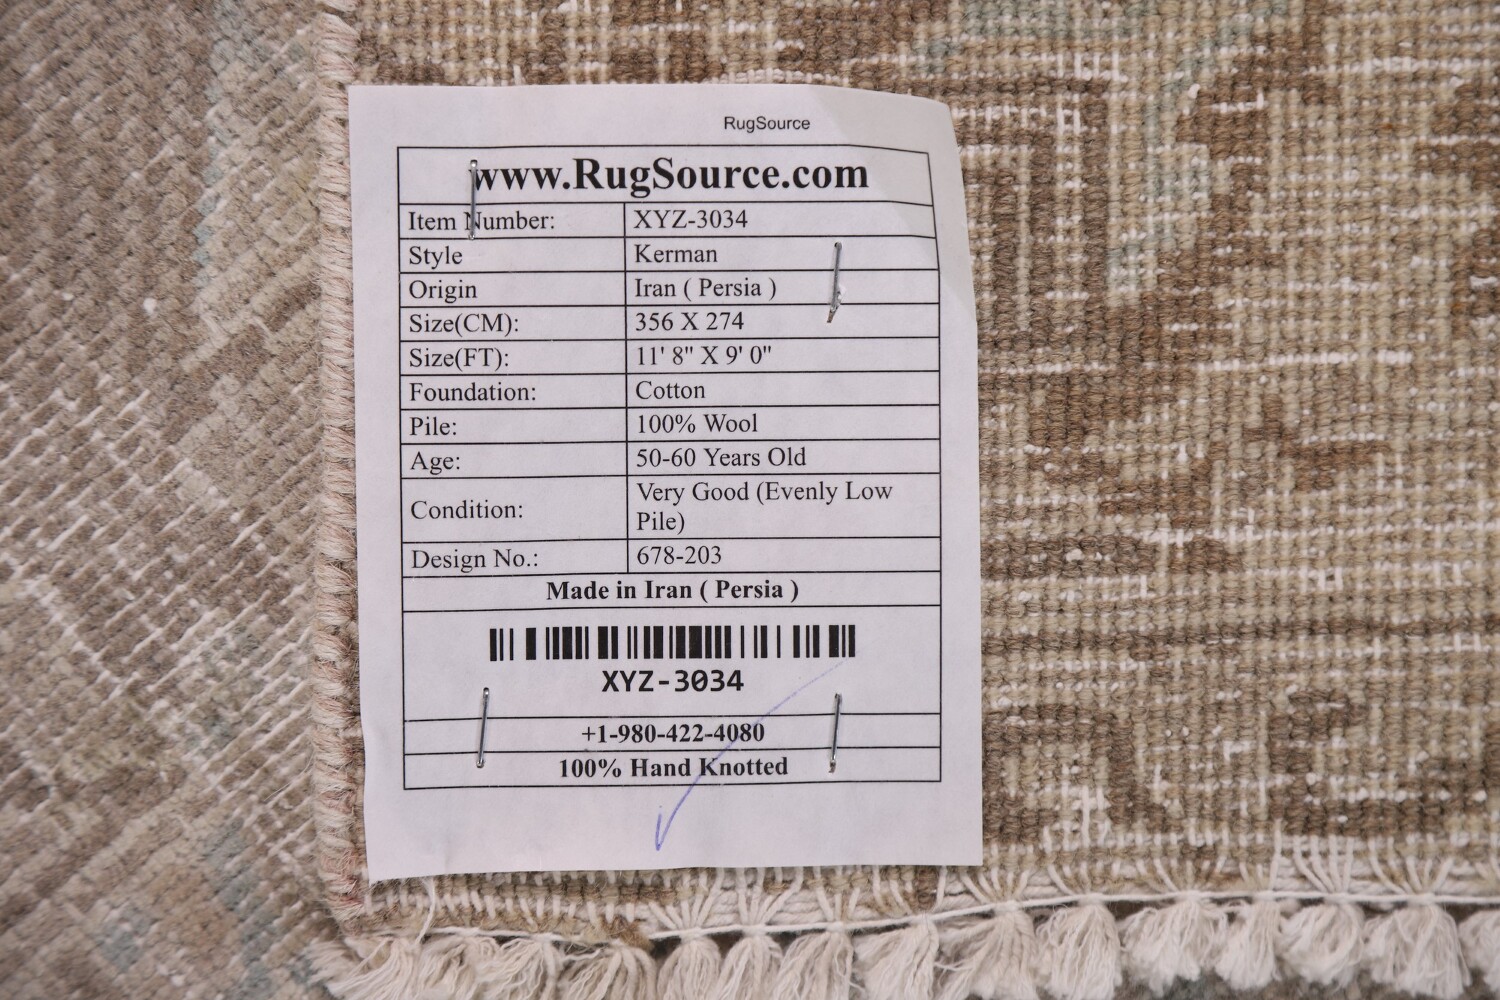 RugSource
www.RugSource.com
Item Number: XYZ-3034
Style Kerman
Origin Iran ( Persia )
Size(CM): 356 X 274
Size(FT): 11' 8" X 9' 0"
Foundation: Cotton
Pile: 100% Wool
Age: 50-60 Years Old
Condition: Very Good (Evenly Low
Pile)
Design No.: 678-203
Made in Iran ( Persia )
XYZ-3034
+1-980-422-4080
100% Hand Knotted